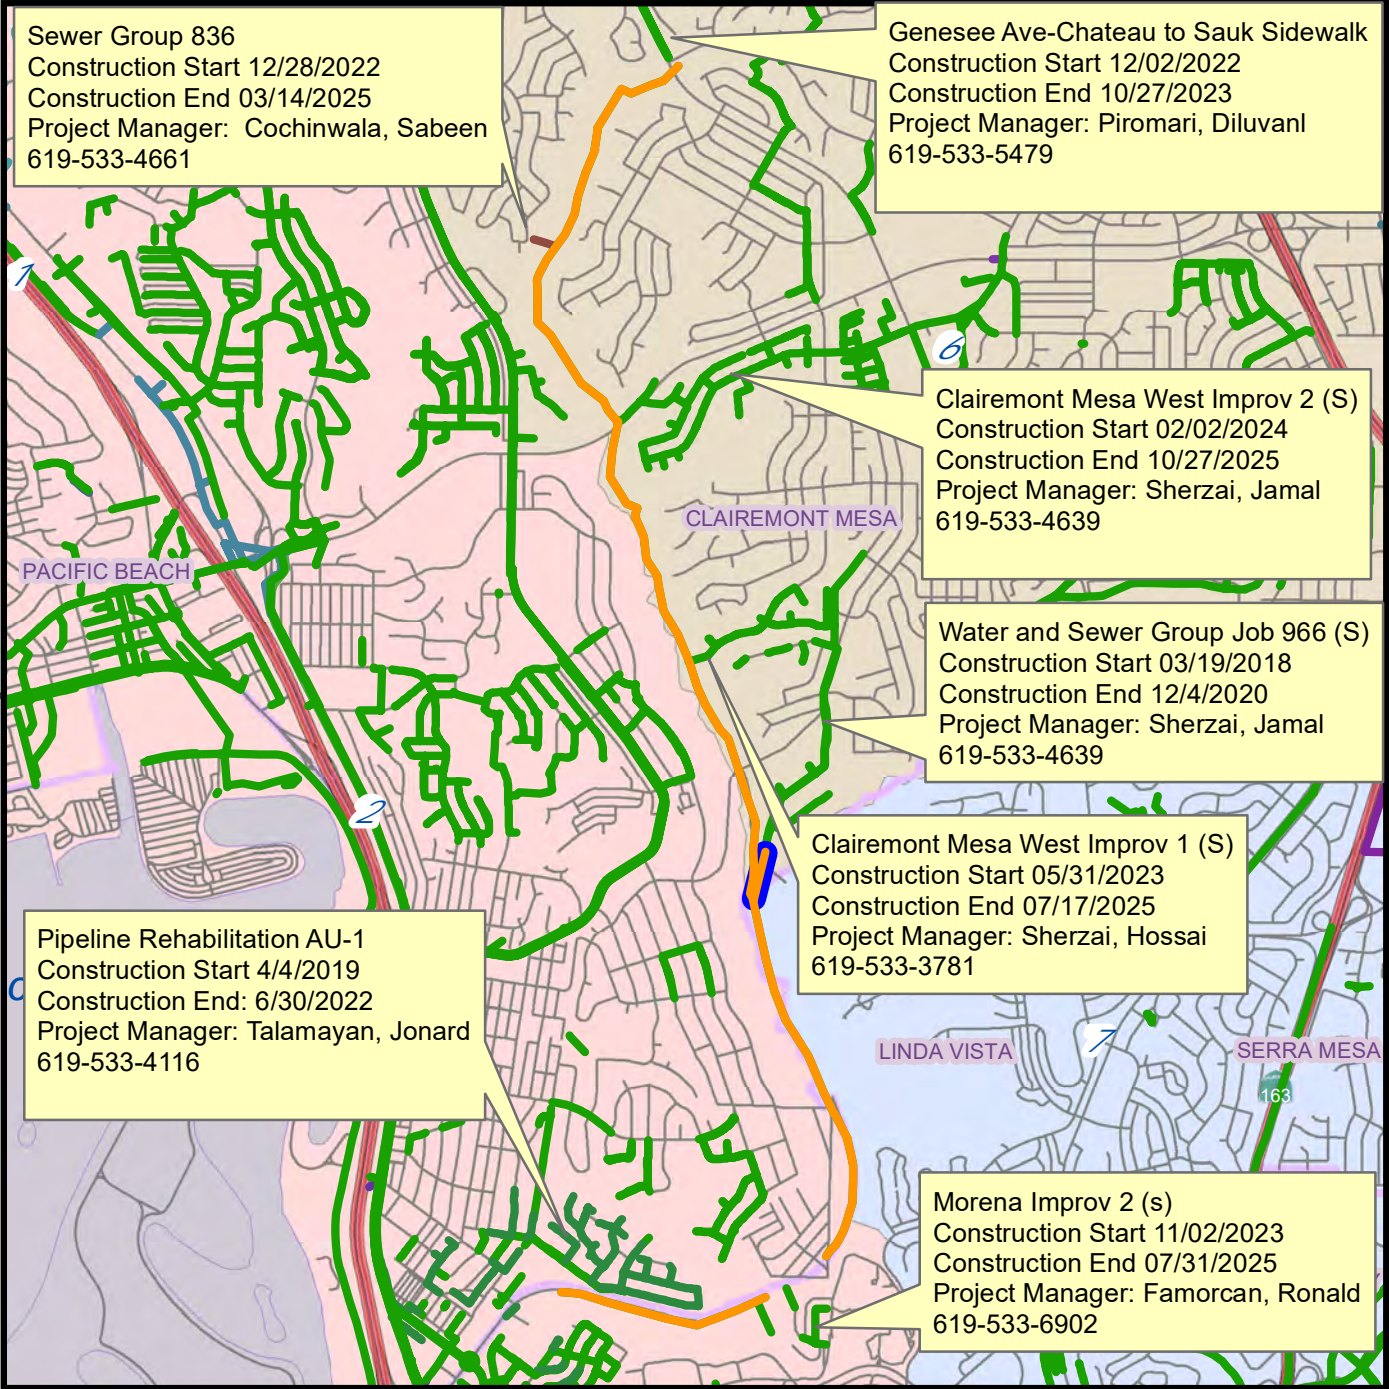 Sewer Group 836
Construction Start 12/28/2022
Construction End 03/14/2025
Project Manager:  Cochinwala, Sabeen
619-533-4661
Genesee Ave-Chateau to Sauk Sidewalk
Construction Start 12/02/2022
Construction End 10/27/2023
Project Manager: Piromari, Diluvanl
619-533-5479
1
6
Clairemont Mesa West Improv 2 (S)
Construction Start 02/02/2024
Construction End 10/27/2025
Project Manager: Sherzai, Jamal
619-533-4639
CLAIREMONT MESA
PACIFIC BEACH
Water and Sewer Group Job 966 (S)
Construction Start 03/19/2018
Construction End 12/4/2020
Project Manager: Sherzai, Jamal
619-533-4639
2
Clairemont Mesa West Improv 1 (S)
Construction Start 05/31/2023
Construction End 07/17/2025
Project Manager: Sherzai, Hossai
619-533-3781
Pipeline Rehabilitation AU-1
Construction Start 4/4/2019
Construction End: 6/30/2022
Project Manager: Talamayan, Jonard
619-533-4116
LINDA VISTA
7
SERRA MESA
163
Morena Improv 2 (s)
Construction Start 11/02/2023
Construction End 07/31/2025
Project Manager: Famorcan, Ronald
619-533-6902